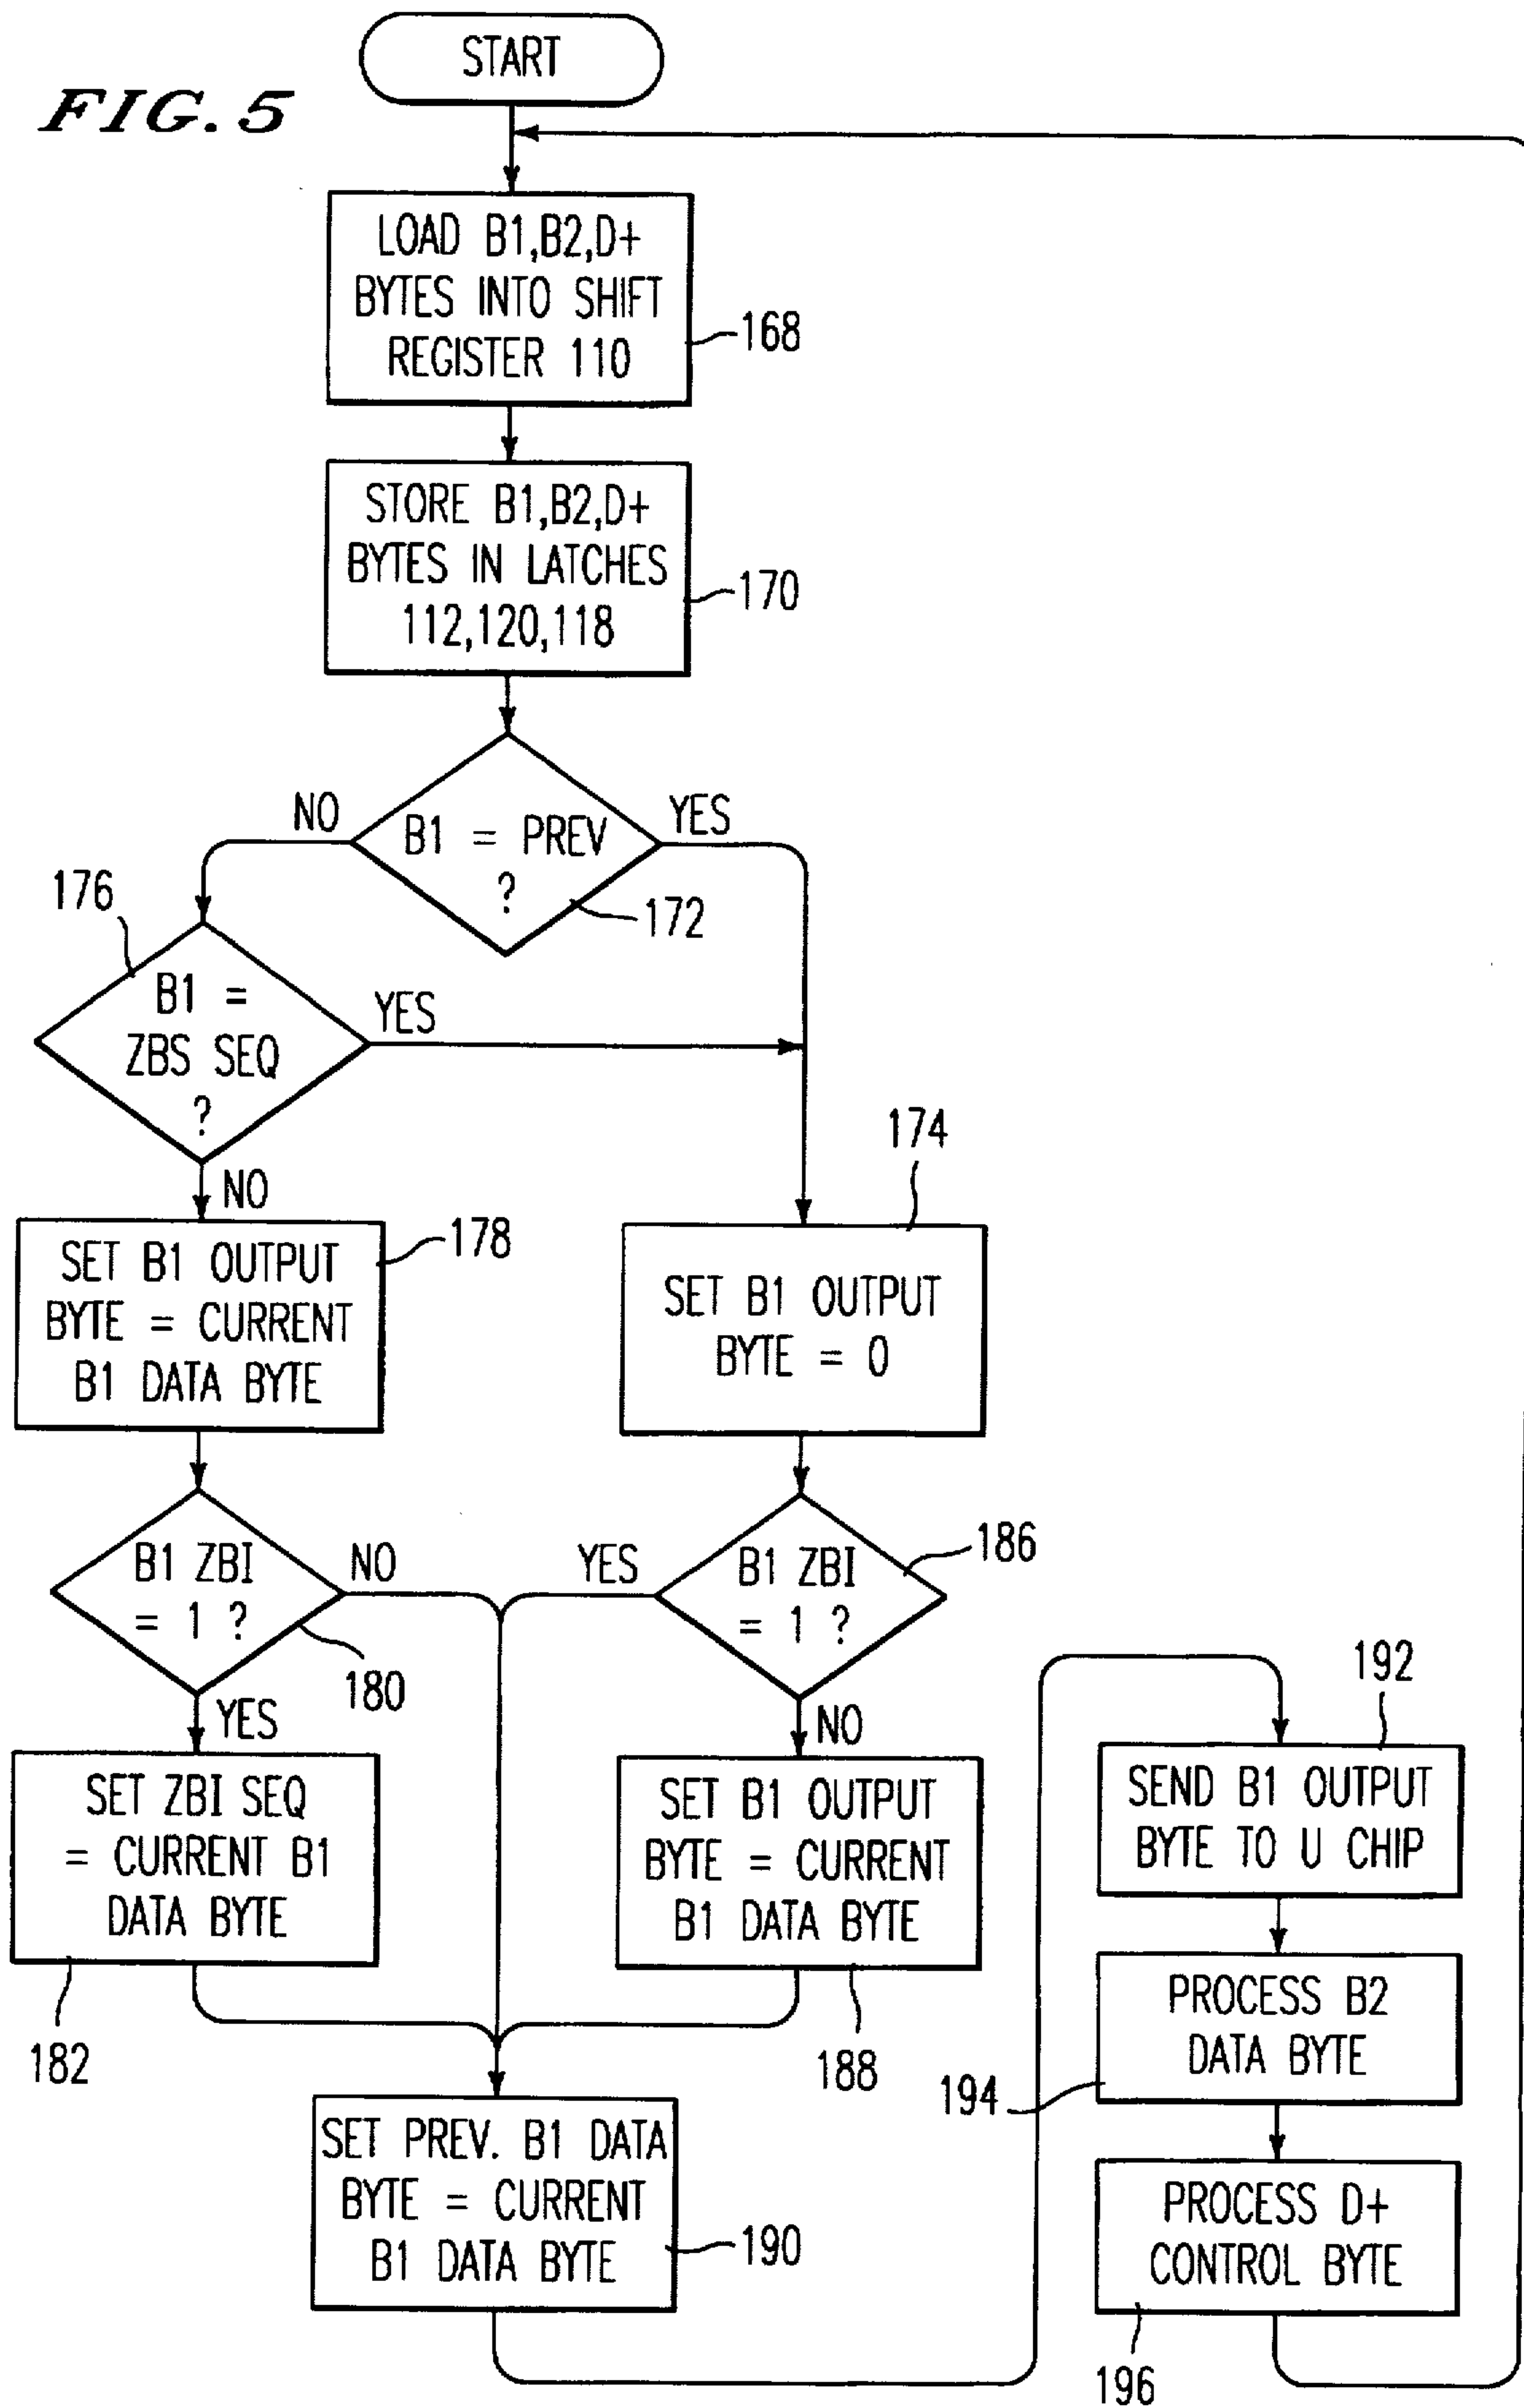 FIG. 5
START
LOAD B1,B2,D+
BYTES INTO SHIFT
REGISTER 110
168
STORE B1,B2,D+
BYTES IN LATCHES
112,120,118
170
NO
B1 = PREV
?
YES
172
176
B1 =
ZBS SEQ
?
YES
NO
174
SET B1 OUTPUT
BYTE = CURRENT
B1 DATA BYTE
178
SET B1 OUTPUT
BYTE = 0
B1 ZBI
= 1 ?
NO
180
YES
YES
B1 ZBI
= 1 ?
186
NO
SET ZBI SEQ
= CURRENT B1
DATA BYTE
182
SET B1 OUTPUT
BYTE = CURRENT
B1 DATA BYTE
188
SET PREV. B1 DATA
BYTE = CURRENT
B1 DATA BYTE
190
192
SEND B1 OUTPUT
BYTE TO U CHIP
PROCESS B2
DATA BYTE
194
PROCESS D+
CONTROL BYTE
196